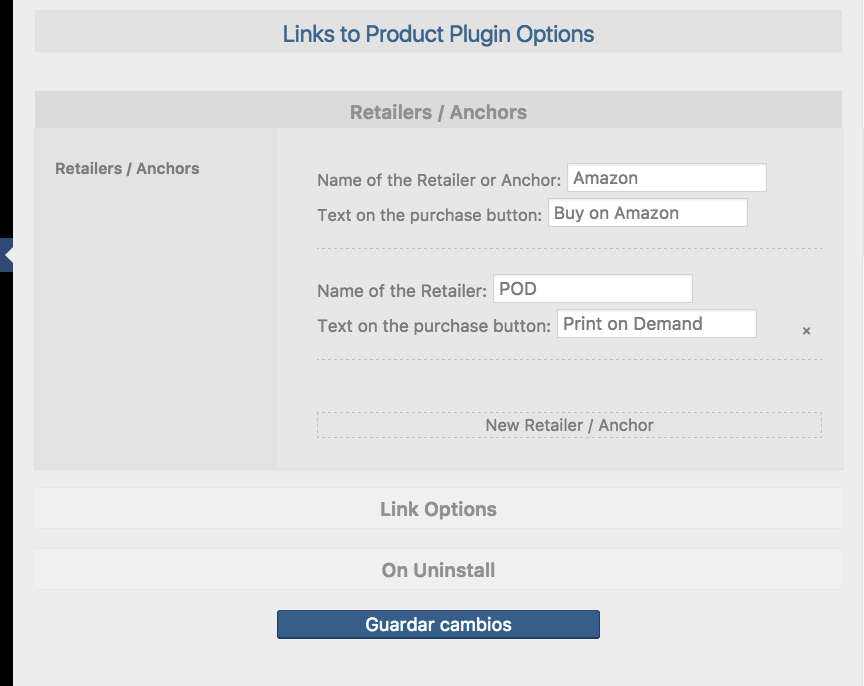 Links to Product Plugin Options
Retailers / Anchors
Retailers / Anchors
Name of the Retailer or Anchor: Amazon
Text on the purchase button: Buy on Amazon
Name of the Retailer: POD
Text on the purchase button: Print on Demand
×
New Retailer / Anchor
Link Options
On Uninstall
Guardar cambios